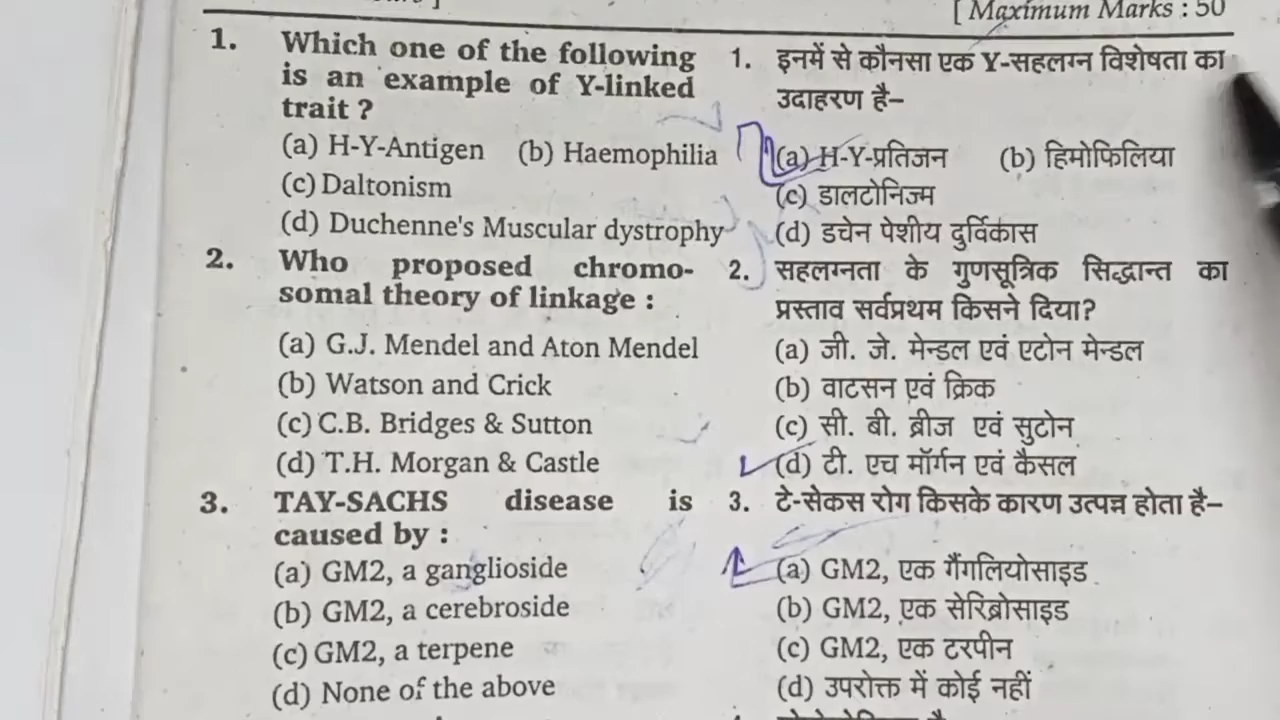 [ Maximum Marks : 50
1. Which one of the following
is an example of Y-linked
trait ?
(a) H-Y-Antigen (b) Haemophilia
(c) Daltonism
(d) Duchenne's Muscular dystrophy
2. Who proposed chromo-
somal theory of linkage :
(a) G.J. Mendel and Aton Mendel
(b) Watson and Crick
(c) C.B. Bridges & Sutton
(d) T.H. Morgan & Castle
3. TAY-SACHS disease is
caused by :
(a) GM2, a ganglioside
(b) GM2, a cerebroside
(c) GM2, a terpene
(d) None of the above
1. इनमें से कौनसा एक Y-सहलग्न विशेषता का
उदाहरण है–
(a) H-Y-प्रतिजन (b) हिमोफिलिया
(c) डालटोनिज्म
(d) डचेन पेशीय दुर्विकास
2. सहलग्नता के गुणसूत्रिक सिद्धान्त का
प्रस्ताव सर्वप्रथम किसने दिया?
(a) जी. जे. मेन्डल एवं एटोन मेन्डल
(b) वाटसन एवं क्रिक
(c) सी. बी. ब्रीज एवं सुटोन
(d) टी. एच मॉर्गन एवं कैसल
3. टे-सेकस रोग किसके कारण उत्पन्न होता है–
(a) GM2, एक गैंगलियोसाइड
(b) GM2, एक सेरिब्रोसाइड
(c) GM2, एक टरपीन
(d) उपरोक्त में कोई नहीं